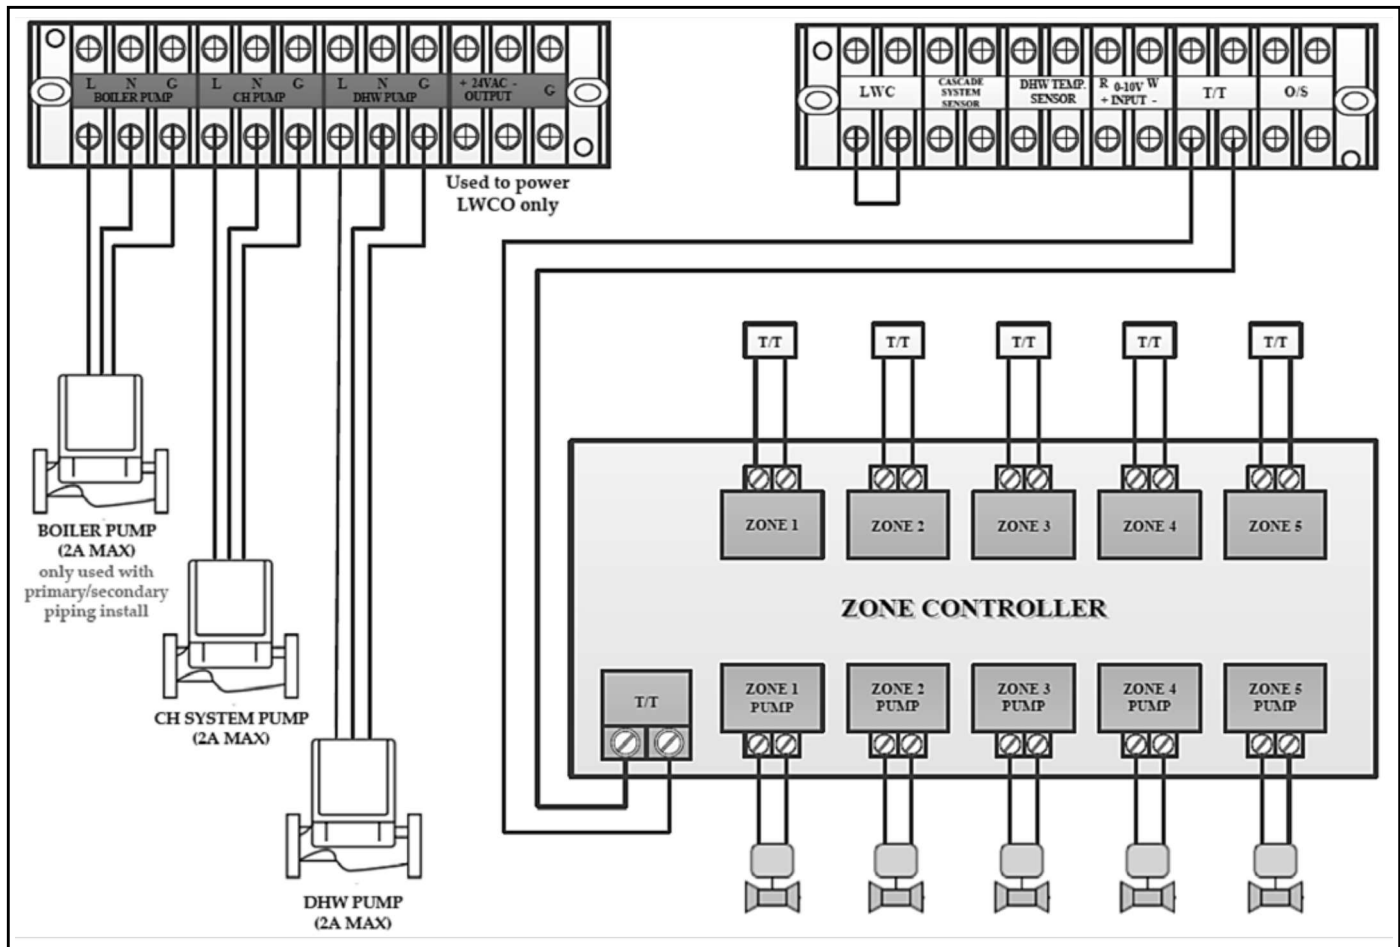 L N G L N G L N G + 24VAC - G
BOILER PUMP CH PUMP DHW PUMP OUTPUT
Used to power
LWCO only
LWC
CASCADE
SYSTEM
SENSOR
DHW TEMP.
SENSOR
R 0-10V W
+ INPUT -
T/T
O/S
T/T T/T T/T T/T T/T
ZONE 1 ZONE 2 ZONE 3 ZONE 4 ZONE 5
ZONE CONTROLLER
T/T
ZONE 1
PUMP
ZONE 2
PUMP
ZONE 3
PUMP
ZONE 4
PUMP
ZONE 5
PUMP
BOILER PUMP
(2A MAX)
only used with
primary/secondary
piping install
CH SYSTEM PUMP
(2A MAX)
DHW PUMP
(2A MAX)